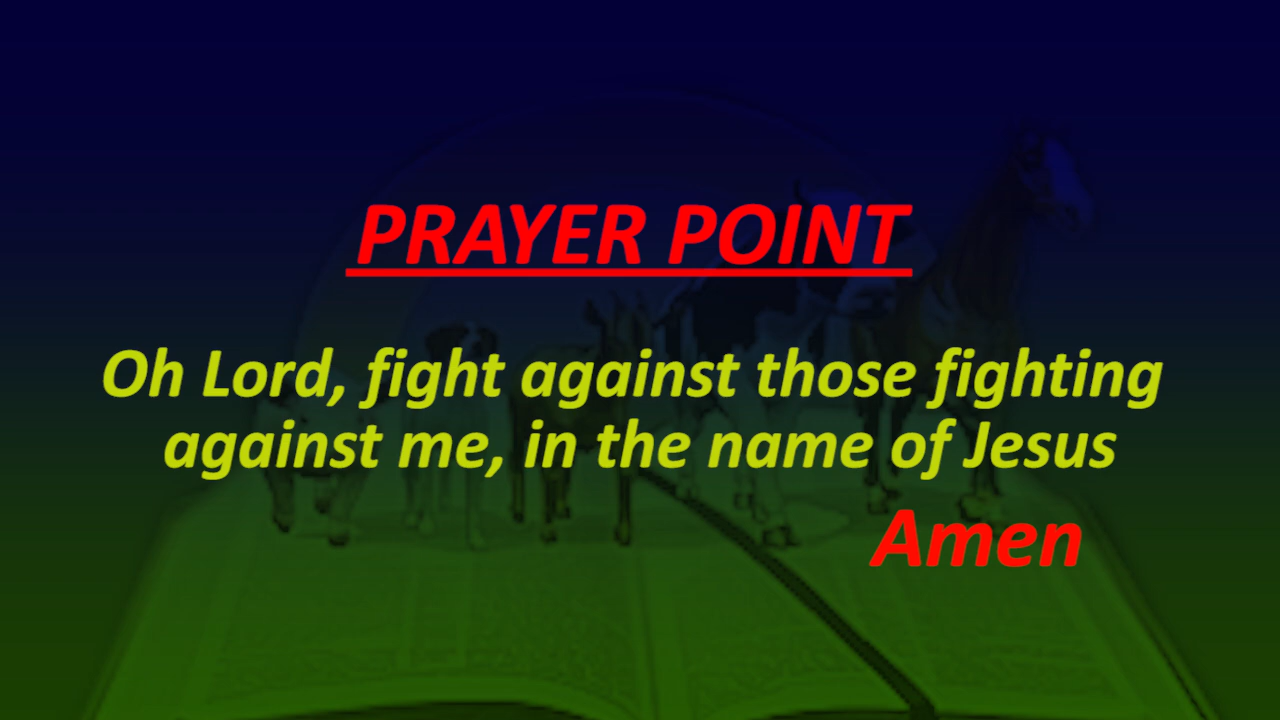 PRAYER POINT
Oh Lord, fight against those fighting
against me, in the name of Jesus
Amen